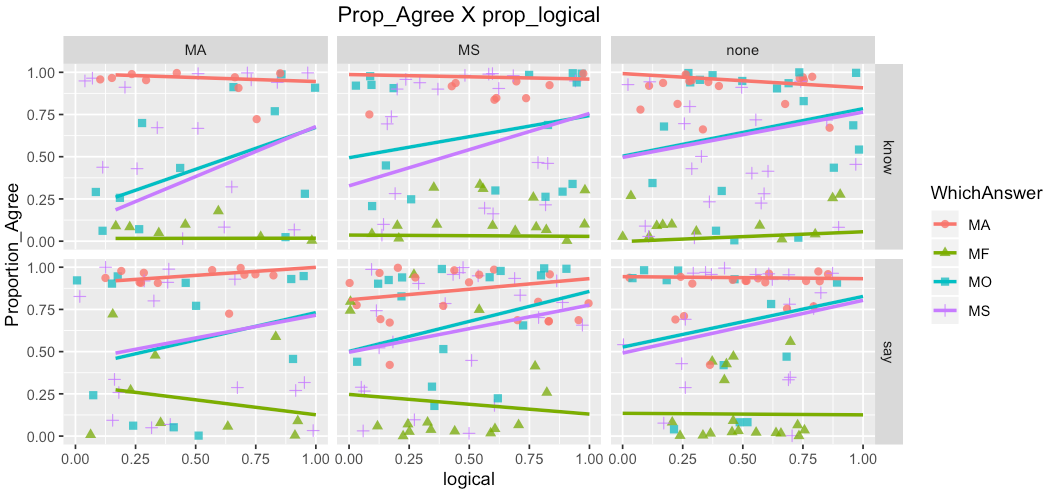 Prop_Agree X prop_logical
MA MS none
1.00
0.75
0.50
0.25
0.00
know
1.00
0.75
0.50
0.25
0.00
say
Proportion_Agree
0.00 0.25 0.50 0.75 1.00 0.00 0.25 0.50 0.75 1.00 0.00 0.25 0.50 0.75 1.00
logical
WhichAnswer
MA
MF
MO
MS